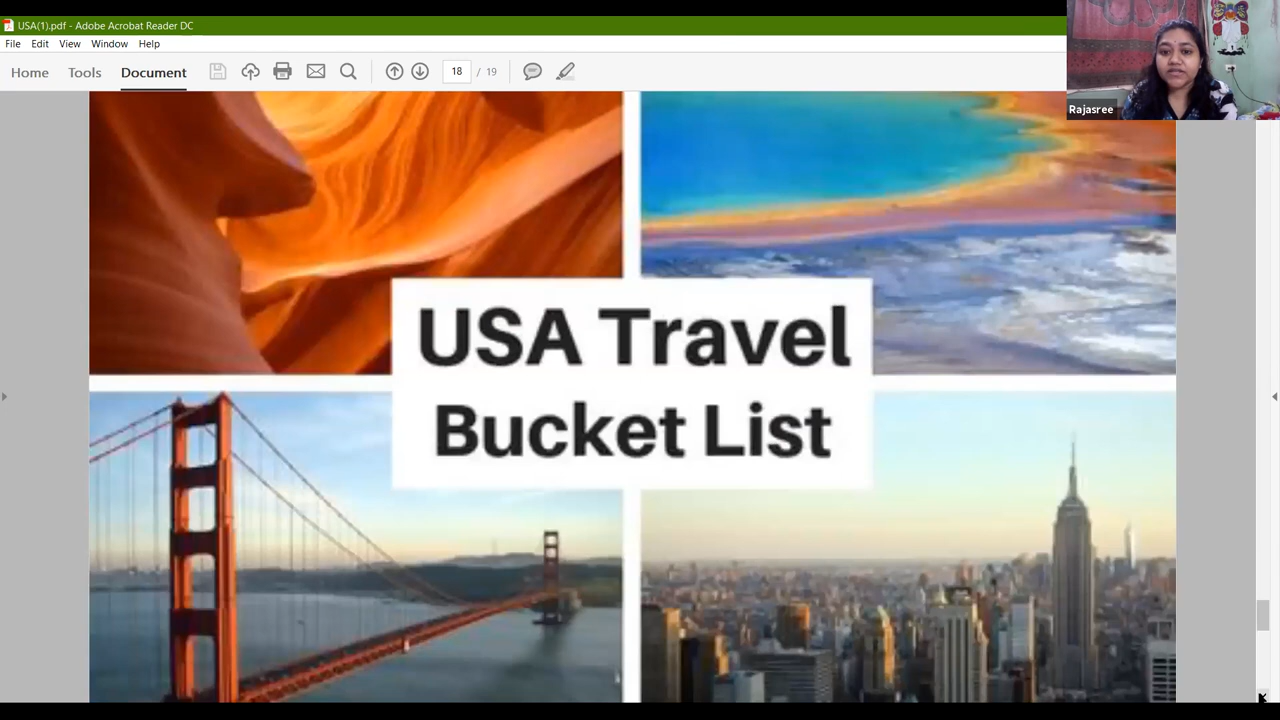 USA(1).pdf - Adobe Acrobat Reader DC
File Edit View Window Help
Home Tools Document 18 / 19
Rajasree
USA Travel
Bucket List